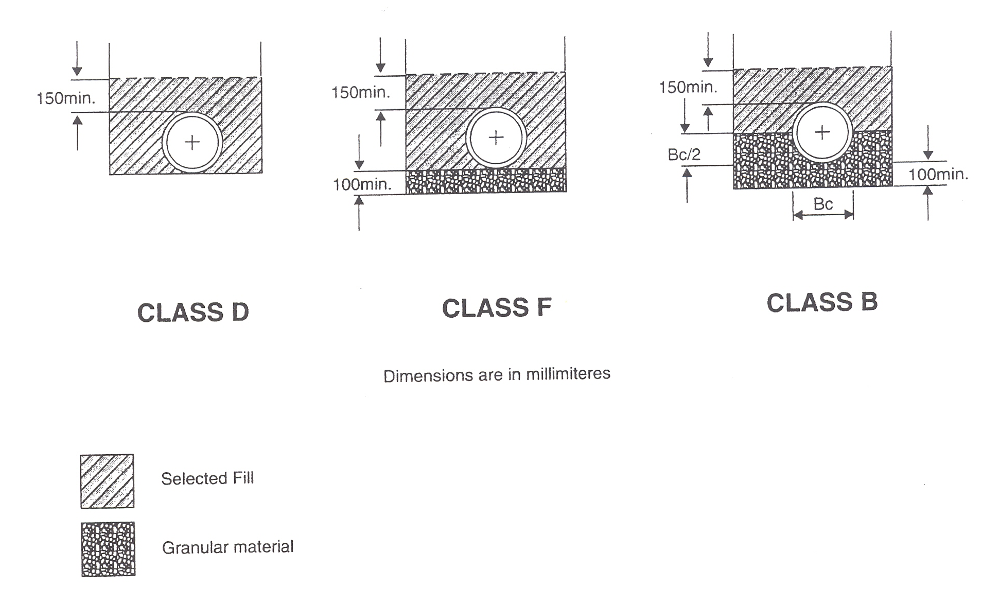 150min.
150min.
100min.
150min.
Bc/2
100min.
Bc
CLASS D
CLASS F
CLASS B
Dimensions are in millimiteres
Selected Fill
Granular material